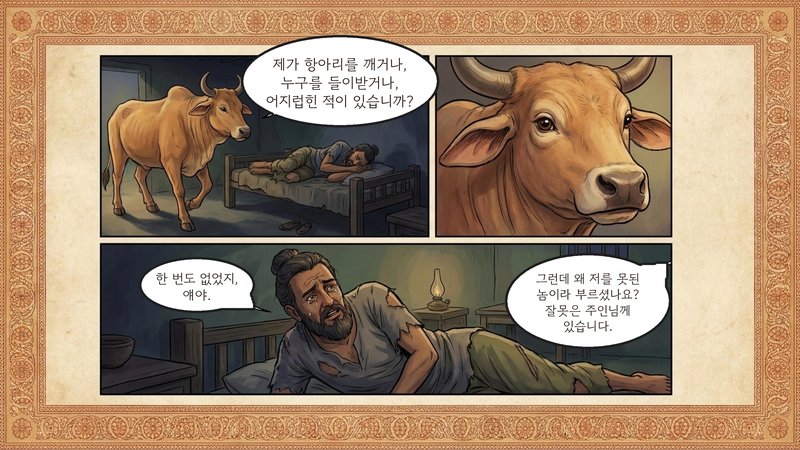 제가 항아리를 깨거나,
누구를 들이받거나,
어지럽힌 적이 있습니까?
한 번도 없었지,
얘야.
그런데 왜 저를 못된
놈이라 부르셨나요?
잘못은 주인님께
있습니다.